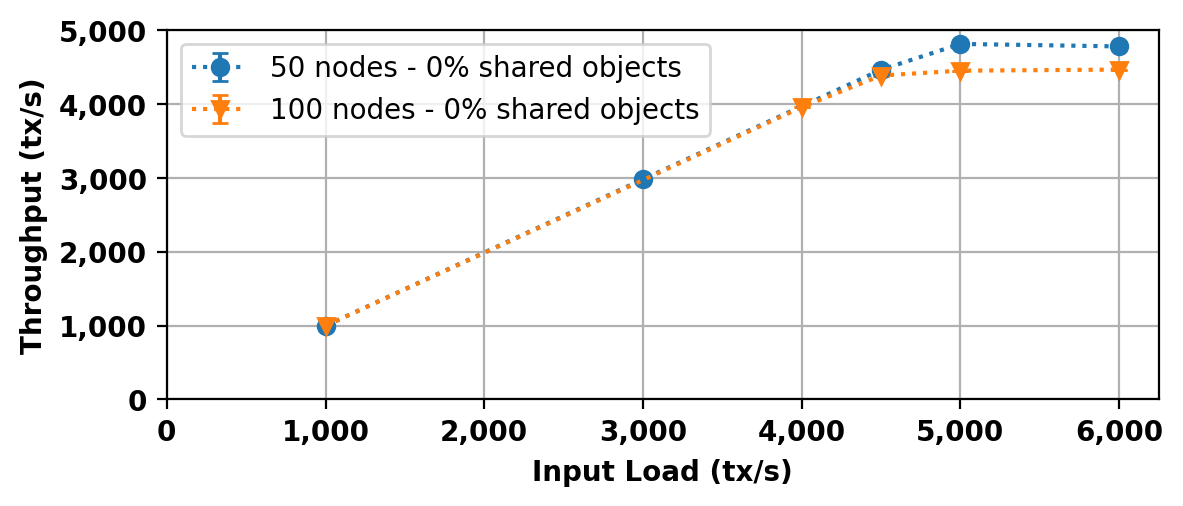 5,000
4,000
3,000
2,000
1,000
0
Throughput (tx/s)
50 nodes - 0% shared objects
100 nodes - 0% shared objects
0 1,000 2,000 3,000 4,000 5,000 6,000
Input Load (tx/s)